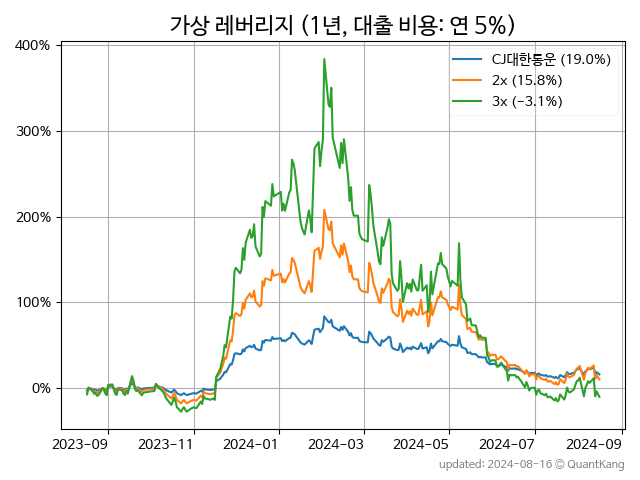 가상 레버리지 (1년, 대출 비용: 연 5%)
400%
300%
200%
100%
0%
CJ대한통운 (19.0%)
2x (15.8%)
3x (−3.1%)
2023-09
2023-11
2024-01
2024-03
2024-05
2024-07
2024-09
updated: 2024-08-16 © QuantKang